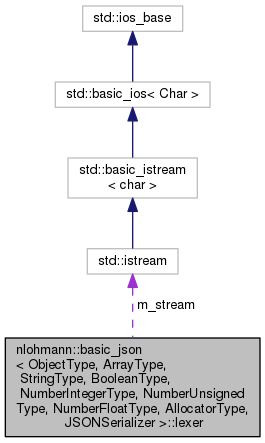 std::ios_base
std::basic_ios< Char >
std::basic_istream
< char >
std::istream
m_stream
nlohmann::basic_json
< ObjectType, ArrayType,
StringType, BooleanType,
NumberIntegerType, NumberUnsigned
Type, NumberFloatType, AllocatorType,
JSONSerializer >::lexer